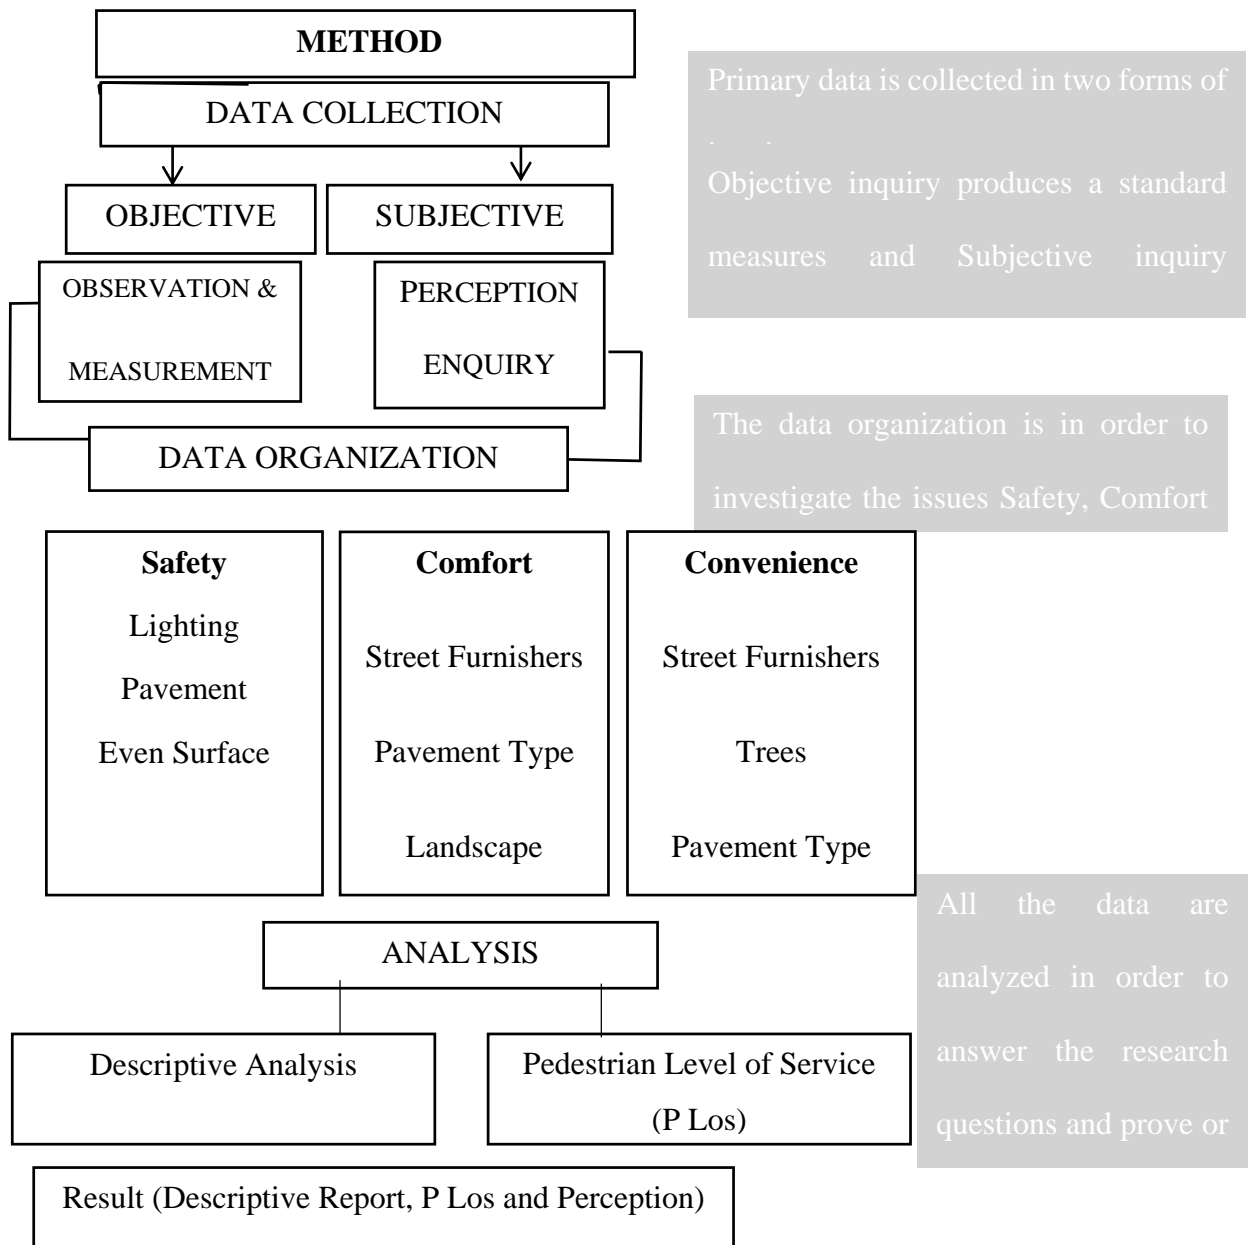 METHOD
DATA COLLECTION
Primary data is collected in two forms of
OBJECTIVE
SUBJECTIVE
Objective inquiry produces a standard
measures and Subjective inquiry
OBSERVATION &
MEASUREMENT
PERCEPTION
ENQUIRY
DATA ORGANIZATION
The data organization is in order to
investigate the issues Safety, Comfort
Safety
Lighting
Pavement
Even Surface
Comfort
Street Furnishers
Pavement Type
Landscape
Convenience
Street Furnishers
Trees
Pavement Type
All the data are
analyzed in order to
answer the research
questions and prove or
ANALYSIS
Descriptive Analysis
Pedestrian Level of Service
(P Los)
Result (Descriptive Report, P Los and Perception)